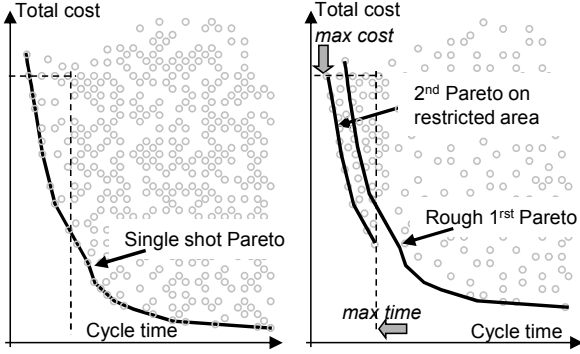 Total cost
Single shot Pareto
Cycle time
Total cost
max cost
2nd Pareto on
restricted area
Rough 1rst Pareto
max time
Cycle time